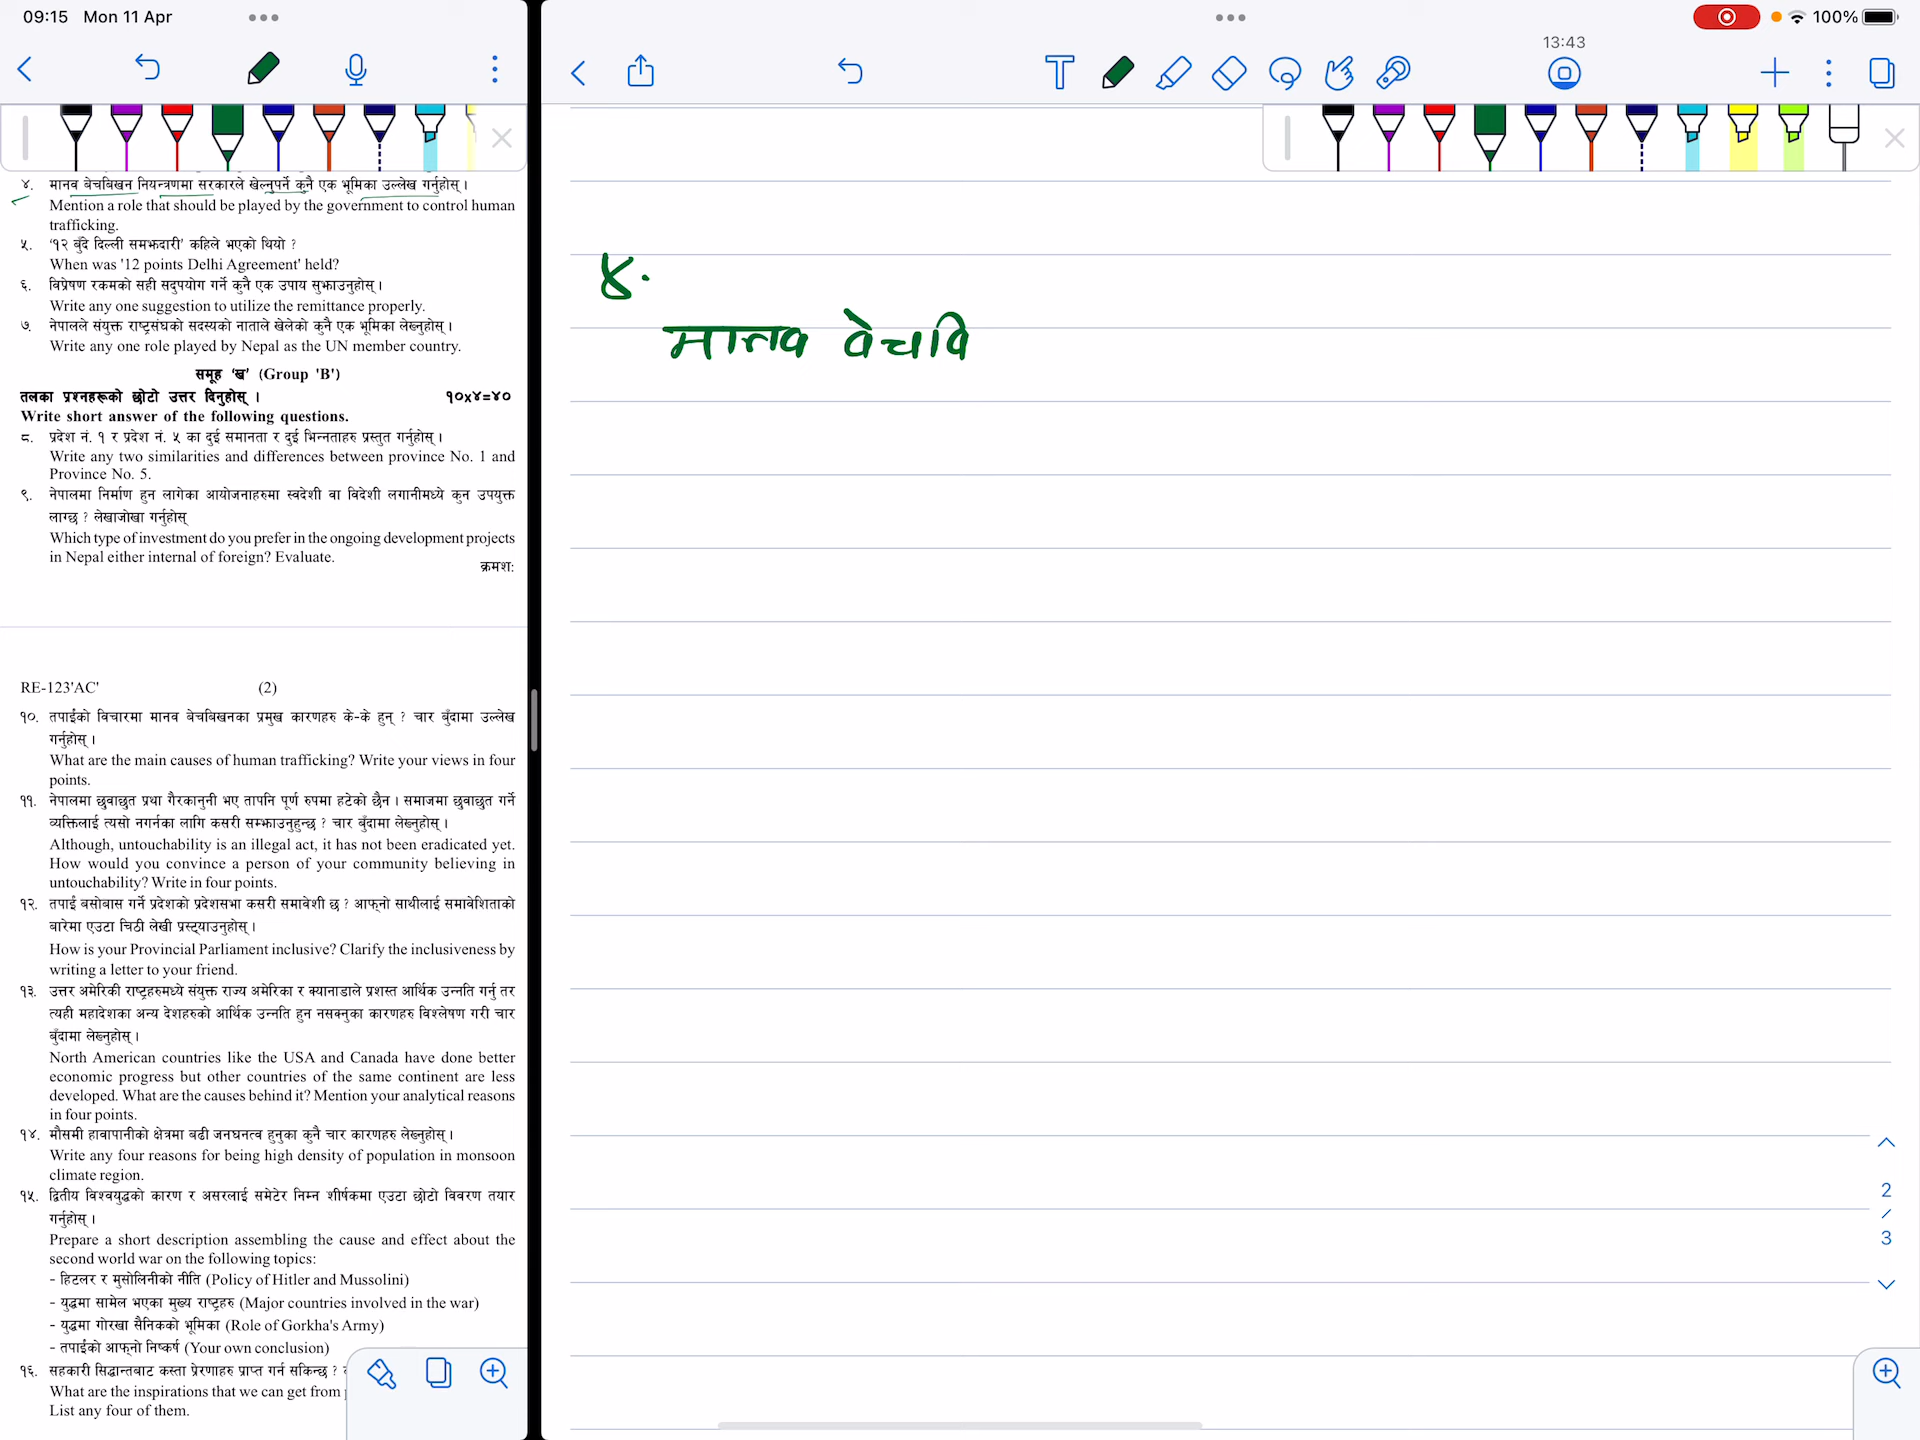 09:15 Mon 11 Apr
100%
13:43
४. मानव बेचबिखन नियन्त्रणमा सरकारले खेल्नुपर्ने कुनै एक भूमिका उल्लेख गर्नुहोस् ।
Mention a role that should be played by the government to control human
trafficking.
५. ‘१२ बुँदे दिल्ली समझदारी’ कहिले भएको थियो ?
When was '12 points Delhi Agreement' held?
६. विप्रेषण रकमको सही सदुपयोग गर्ने कुनै एक उपाय सुझाउनुहोस् ।
Write any one suggestion to utilize the remittance properly.
७. नेपालले संयुक्त राष्ट्रसंघको सदस्यको नाताले खेलेको कुनै एक भूमिका लेख्नुहोस् ।
Write any one role played by Nepal as the UN member country.
समूह ‘ख’ (Group 'B')
तलका प्रश्नहरूको छोटो उत्तर दिनुहोस् । १०x४=४०
Write short answer of the following questions.
८. प्रदेश नं. १ र प्रदेश नं. ५ का दुई समानता र दुई भिन्नताहरु प्रस्तुत गर्नुहोस् ।
Write any two similarities and differences between province No. 1 and
Province No. 5.
९. नेपालमा निर्माण हुन लागेका आयोजनाहरुमा स्वदेशी वा विदेशी लगानीमध्ये कुन उपयुक्त
लाग्छ ? लेखाजोखा गर्नुहोस्
Which type of investment do you prefer in the ongoing development projects
in Nepal either internal of foreign? Evaluate.
क्रमश:
RE-123'AC' (2)
१०. तपाईंको विचारमा मानव बेचबिखनका प्रमुख कारणहरु के-के हुन् ? चार बुँदामा उल्लेख
गर्नुहोस् ।
What are the main causes of human trafficking? Write your views in four
points.
११. नेपालमा छुवाछुत प्रथा गैरकानुनी भए तापनि पूर्ण रुपमा हटेको छैन । समाजमा छुवाछुत गर्ने
व्यक्तिलाई त्यसो नगर्नका लागि कसरी सम्झाउनुहुन्छ ? चार बुँदामा लेख्नुहोस् ।
Although, untouchability is an illegal act, it has not been eradicated yet.
How would you convince a person of your community believing in
untouchability? Write in four points.
१२. तपाईं बसोबास गर्ने प्रदेशको प्रदेशसभा कसरी समावेशी छ ? आफ्नो साथीलाई समावेशिताको
बारेमा एउटा चिठी लेखी प्रस्ट्याउनुहोस् ।
How is your Provincial Parliament inclusive? Clarify the inclusiveness by
writing a letter to your friend.
१३. उत्तर अमेरिकी राष्ट्रहरुमध्ये संयुक्त राज्य अमेरिका र क्यानाडाले प्रशस्त आर्थिक उन्नति गर्नु तर
त्यही महादेशका अन्य देशहरुको आर्थिक उन्नति हुन नसक्नुका कारणहरु विश्लेषण गरी चार
बुँदामा लेख्नुहोस् ।
North American countries like the USA and Canada have done better
economic progress but other countries of the same continent are less
developed. What are the causes behind it? Mention your analytical reasons
in four points.
१४. मौसमी हावापानीको क्षेत्रमा बढी जनघनत्व हुनुका कुनै चार कारणहरु लेख्नुहोस् ।
Write any four reasons for being high density of population in monsoon
climate region.
१५. द्वितीय विश्वयुद्धको कारण र असरलाई समेटेर निम्न शीर्षकमा एउटा छोटो विवरण तयार
गर्नुहोस् ।
Prepare a short description assembling the cause and effect about the
second world war on the following topics:
- हिटलर र मुसोलिनीको नीति (Policy of Hitler and Mussolini)
- युद्धमा सामेल भएका मुख्य राष्ट्रहरु (Major countries involved in the war)
- युद्धमा गोरखा सैनिकको भूमिका (Role of Gorkha's Army)
- तपाईंको आफ्नो निष्कर्ष (Your own conclusion)
१६. सहकारी सिद्धान्तबाट कस्ता प्रेरणाहरु प्राप्त गर्न सकिन्छ ?
What are the inspirations that we can get from
List any four of them.
४.
मानव वेचवि
2
/
3